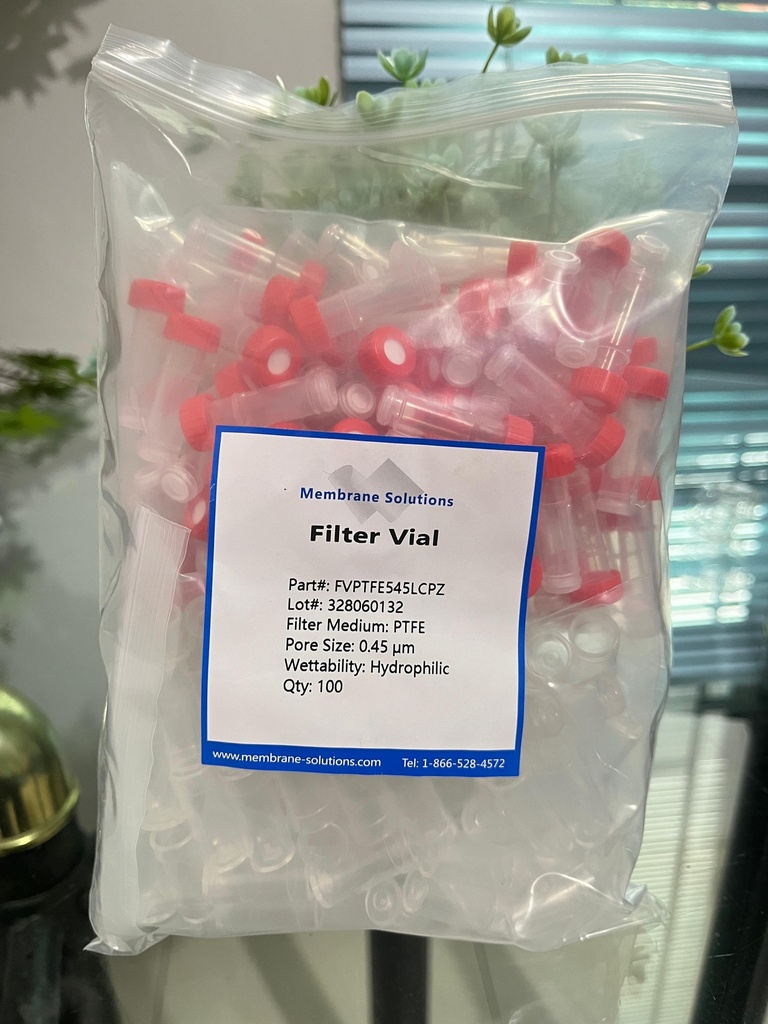 Membrane Solutions
Filter Vial
Part#: FVPTFE545LCPZ
Lot#: 328060132
Filter Medium: PTFE
Pore Size: 0.45 μm
Wettability: Hydrophilic
Qty: 100
www.membrane-solutions.com Tel: 1-866-528-4572